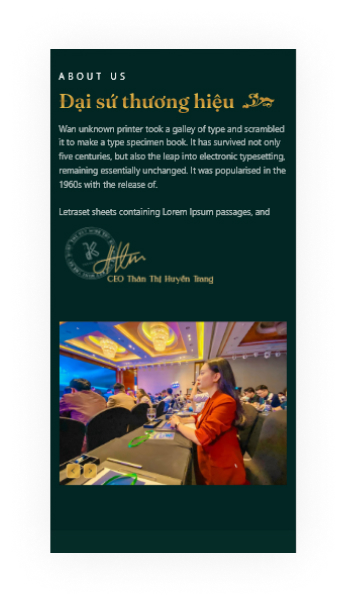 ABOUT US
Đại sứ thương hiệu
Wan unknown printer took a galley of type and scrambled
it to make a type specimen book. It has survived not only
five centuries, but also the leap into electronic typesetting,
remaining essentially unchanged. It was popularised in the
1960s with the release of.
Letraset sheets containing Lorem Ipsum passages, and
CEO Thân Thị Huyền Trang